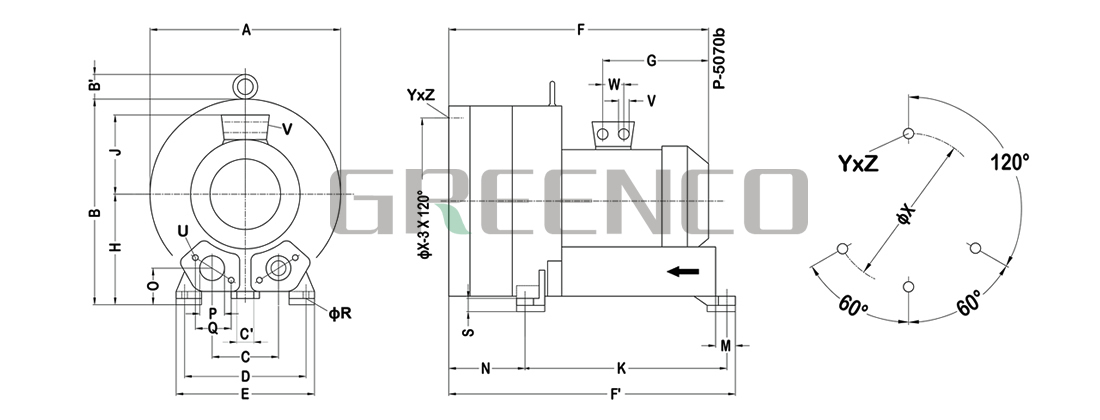 A
B'
B
J
H
V
U
O
P
Q
C'
C
D
E
ϕR
F
G
W
V
P-5070b
YxZ
ϕX-3 X 120°
S
N
K
M
F'
GREENCO
YxZ
120°
ϕX
60°
60°